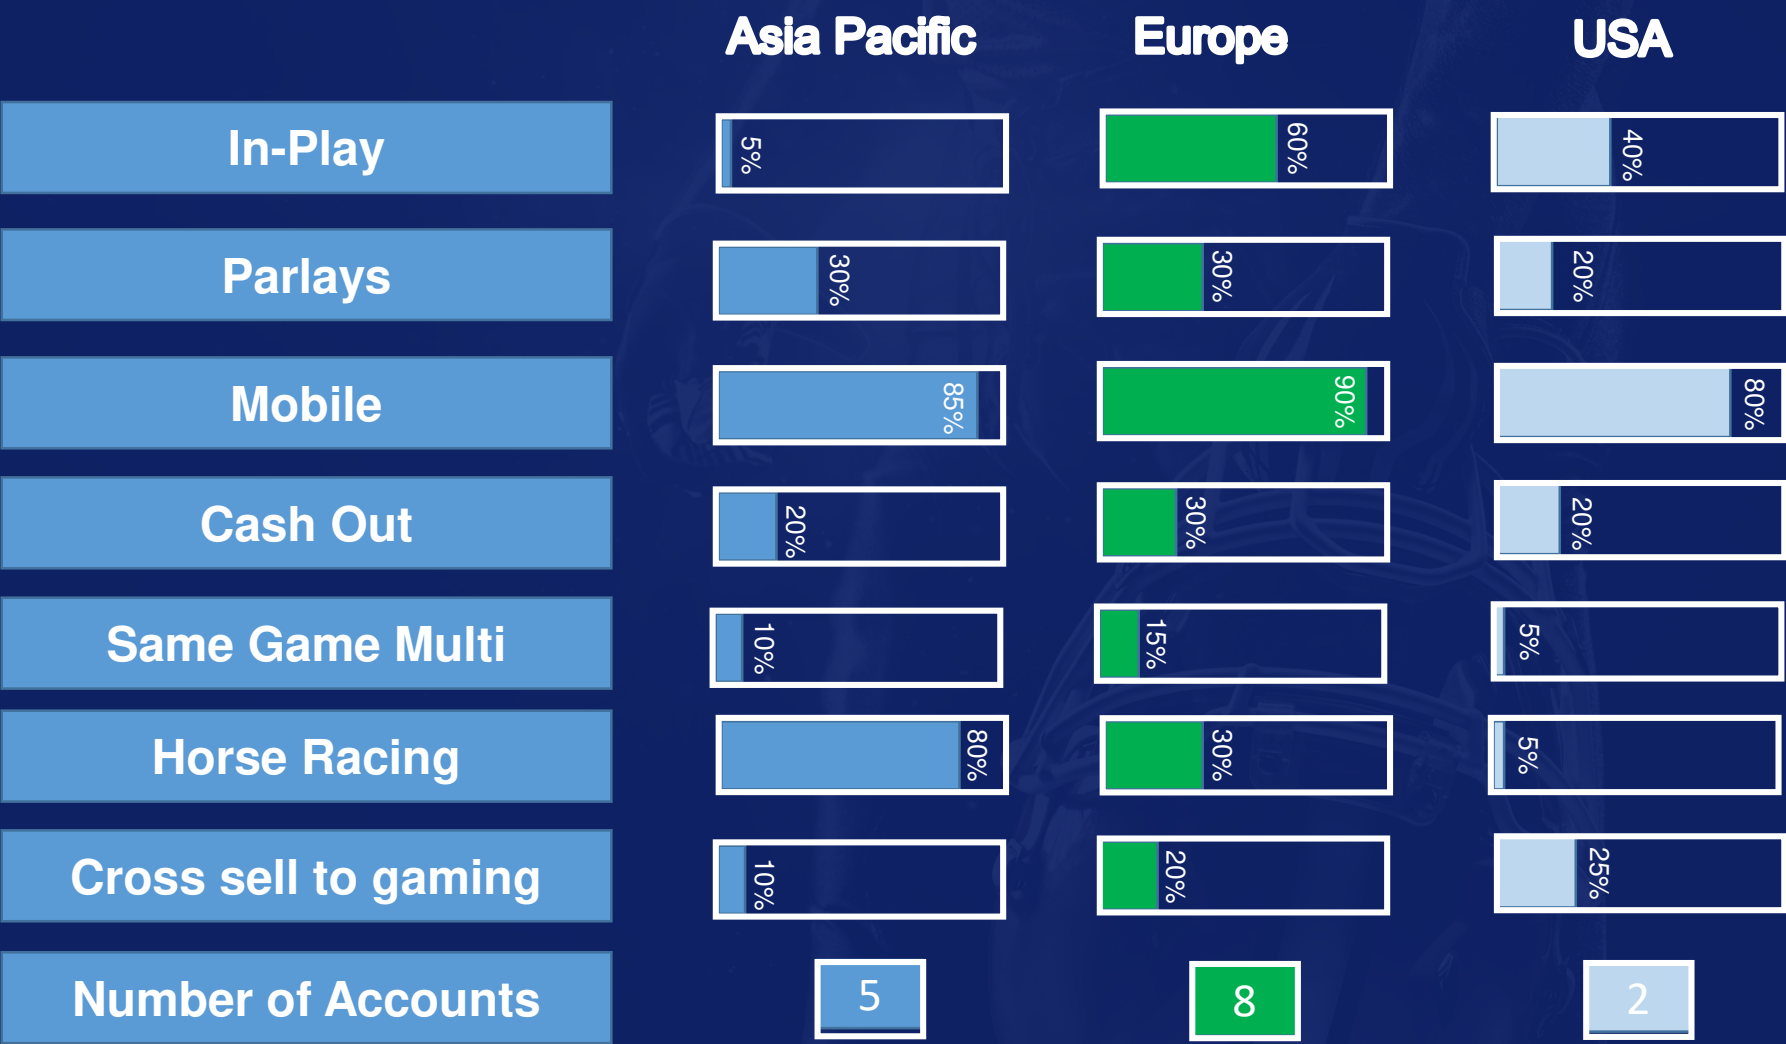 Asia Pacific Europe USA
In-Play 5% 60% 40%
Parlays 30% 30% 20%
Mobile 85% 90% 80%
Cash Out 20% 30% 20%
Same Game Multi 10% 15% 5%
Horse Racing 80% 30% 5%
Cross sell to gaming 10% 20% 25%
Number of Accounts 5 8 2